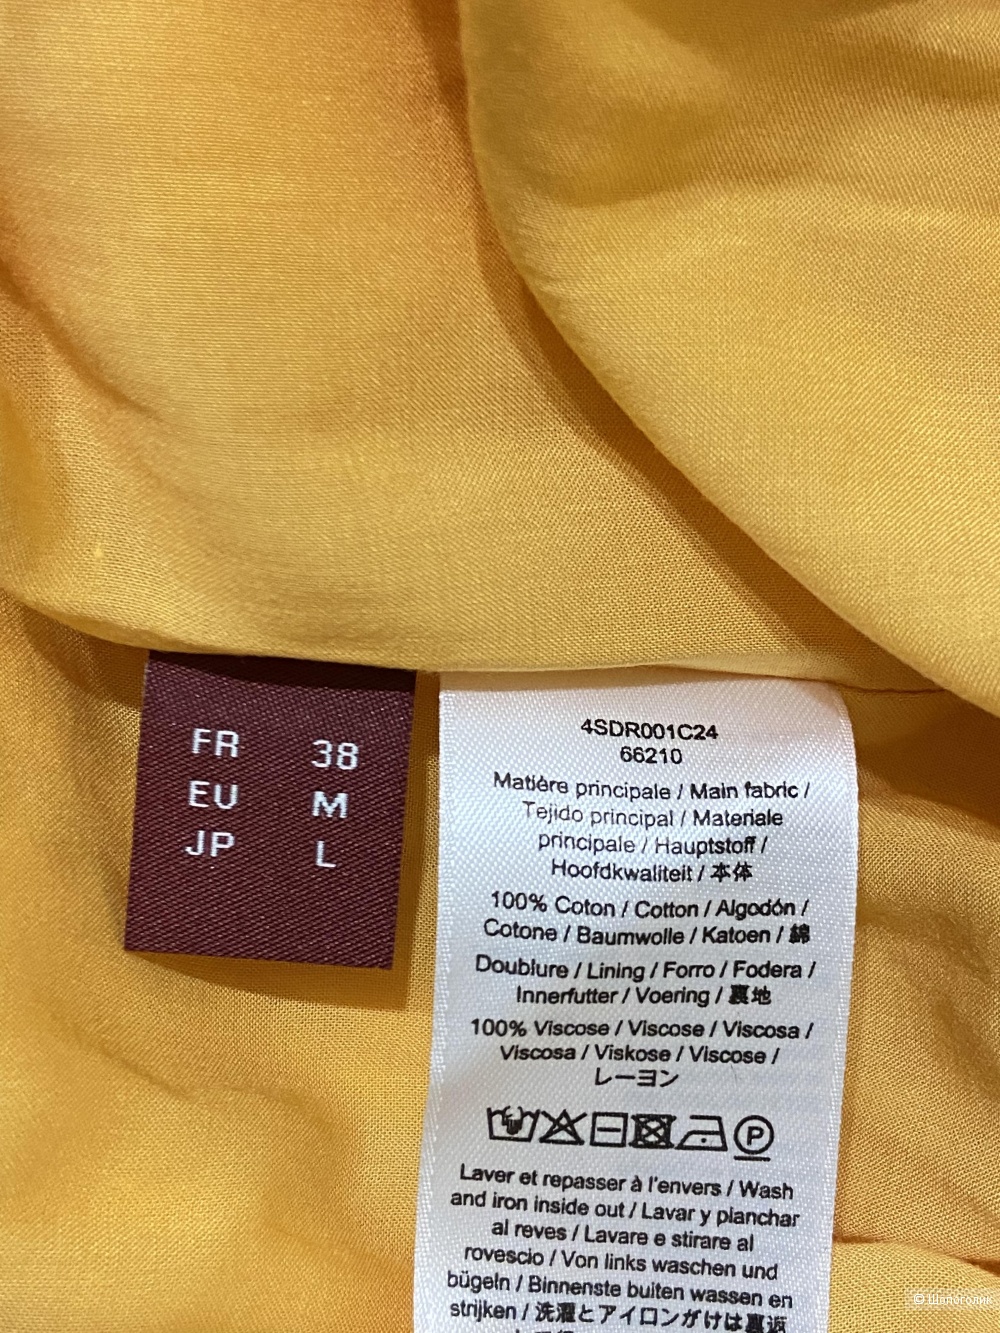 FR 38
EU M
JP L
4SDR001C24
66210
Matière principale / Main fabric /
Tejido principal / Materiale
principale / Hauptstoff /
Hoofdkwaliteit / 本体
100% Coton / Cotton / Algodón /
Cotone / Baumwolle / Katoen / 綿
Doublure / Lining / Forro / Fodera /
Innerfutter / Voering / 裏地
100% Viscose / Viscose / Viscosa /
Viscosa / Viskose / Viscose /
レーヨン
P
Laver et repasser à l'envers / Wash
and iron inside out / Lavar y planchar
al reves / Lavare e stirare al
rovescio / Von links waschen und
bügeln / Binnenste buiten wassen en
strijken / 洗濯とアイロンがけは裏返
© Шпоголик